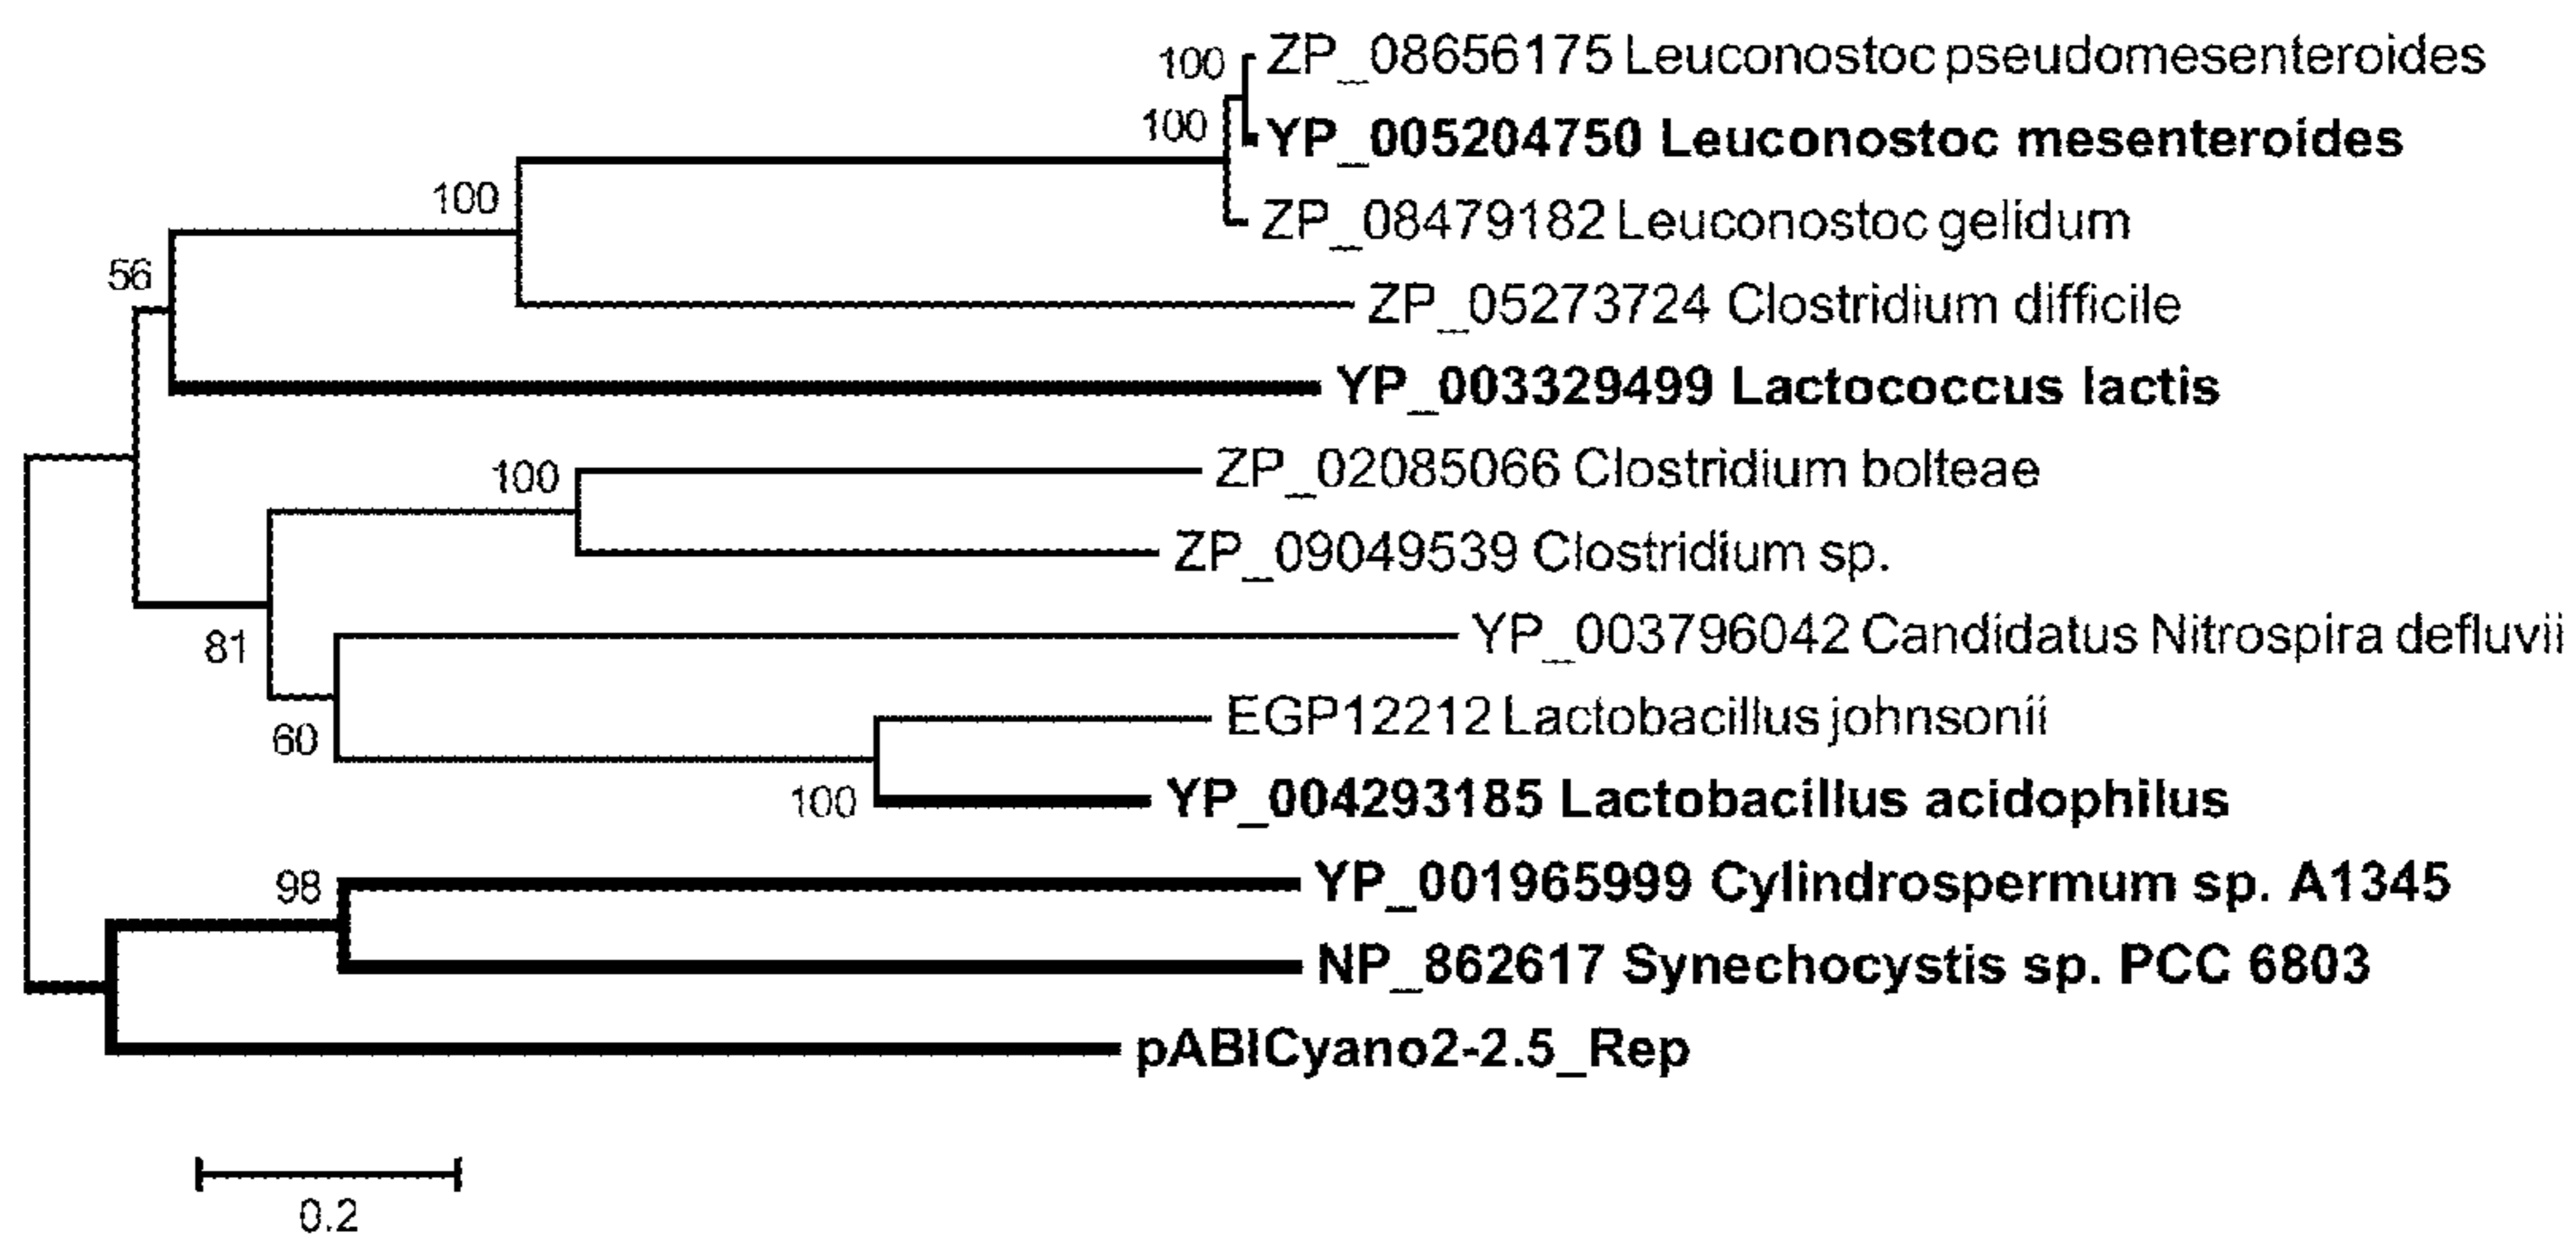 100 ZP_08656175 Leuconostoc pseudomesenteroides
100 YP_005204750 Leuconostoc mesenteroides
100 ZP_08479182 Leuconostoc gelidum
56 ZP_05273724 Clostridium difficile
YP_003329499 Lactococcus lactis
100 ZP_02085066 Clostridium bolteae
ZP_09049539 Clostridium sp.
81 YP_003796042 Candidatus Nitrospira defluvii
60 EGP12212 Lactobacillus johnsonii
100 YP_004293185 Lactobacillus acidophilus
98 YP_001965999 Cylindrospermum sp. A1345
NP_862617 Synechocystis sp. PCC 6803
pABICyano2-2.5_Rep
0.2